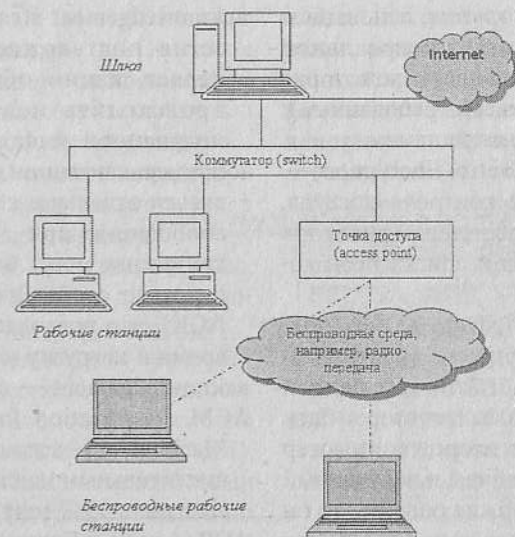 Шлюз
Internet
Коммутатор (switch)
Точка доступа
(access point)
Рабочие станции
Беспроводная среда,
например, радио-
передача
Беспроводные рабочие
станции